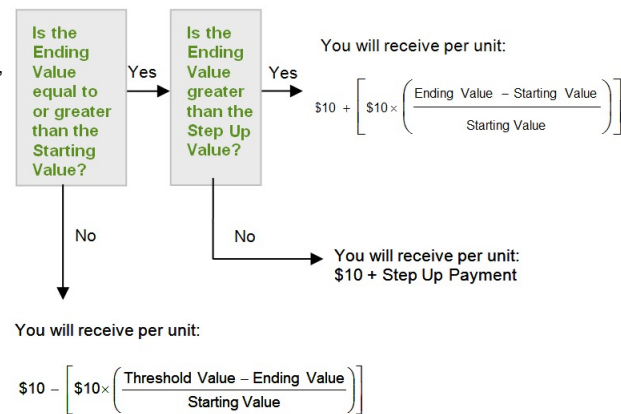 Is the
Ending
Value
equal to
or greater
than the
Starting
Value?
Yes
Is the
Ending
Value
greater
than the
Step Up
Value?
Yes
You will receive per unit:
$10 + [ $10 × ( Ending Value – Starting Value
Starting Value ) ]
No
No
You will receive per unit:
$10 + Step Up Payment
You will receive per unit:
$10 – [ $10× ( Threshold Value – Ending Value
Starting Value ) ]